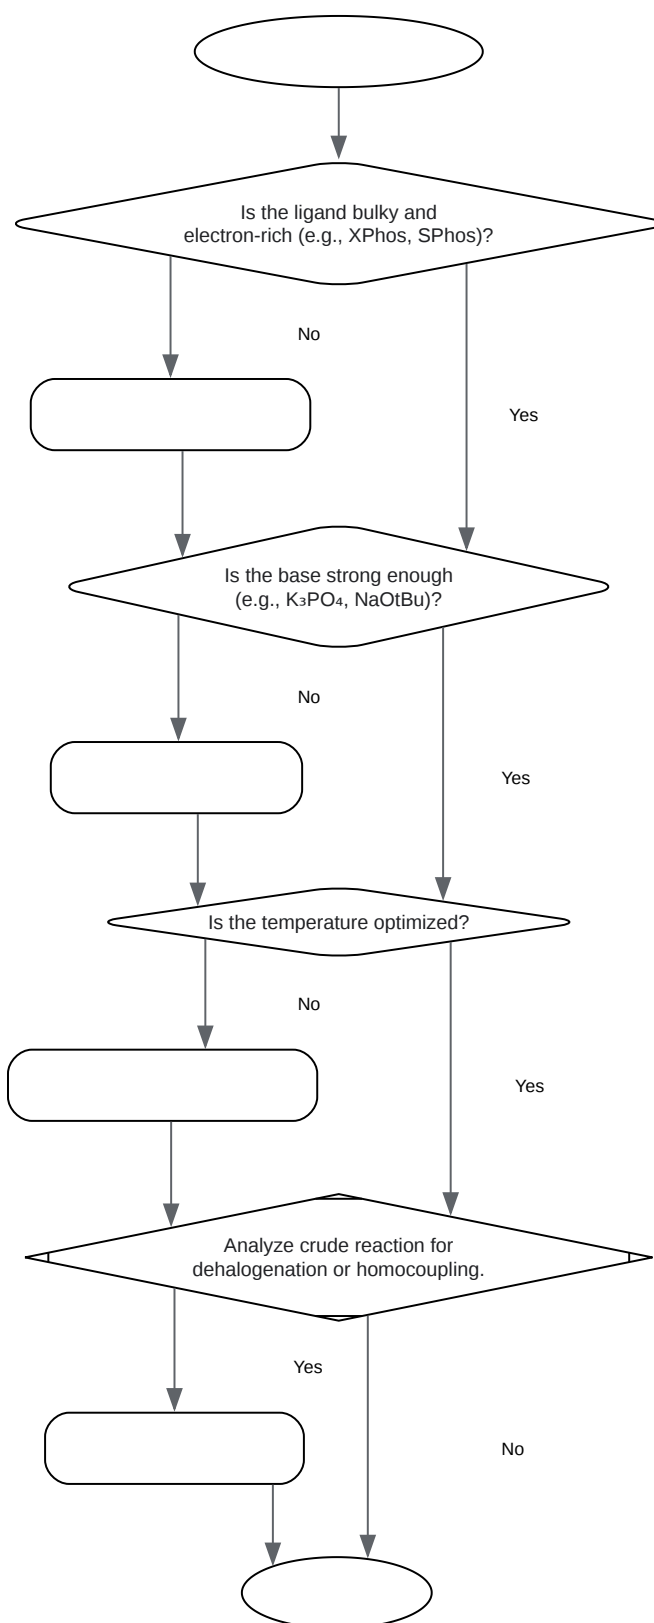 Is the ligand bulky and
electron-rich (e.g., XPhos, SPhos)?
No
Yes
Is the base strong enough
(e.g., K₃PO₄, NaOtBu)?
No
Yes
Is the temperature optimized?
No
Yes
Analyze crude reaction for
dehalogenation or homocoupling.
Yes
No